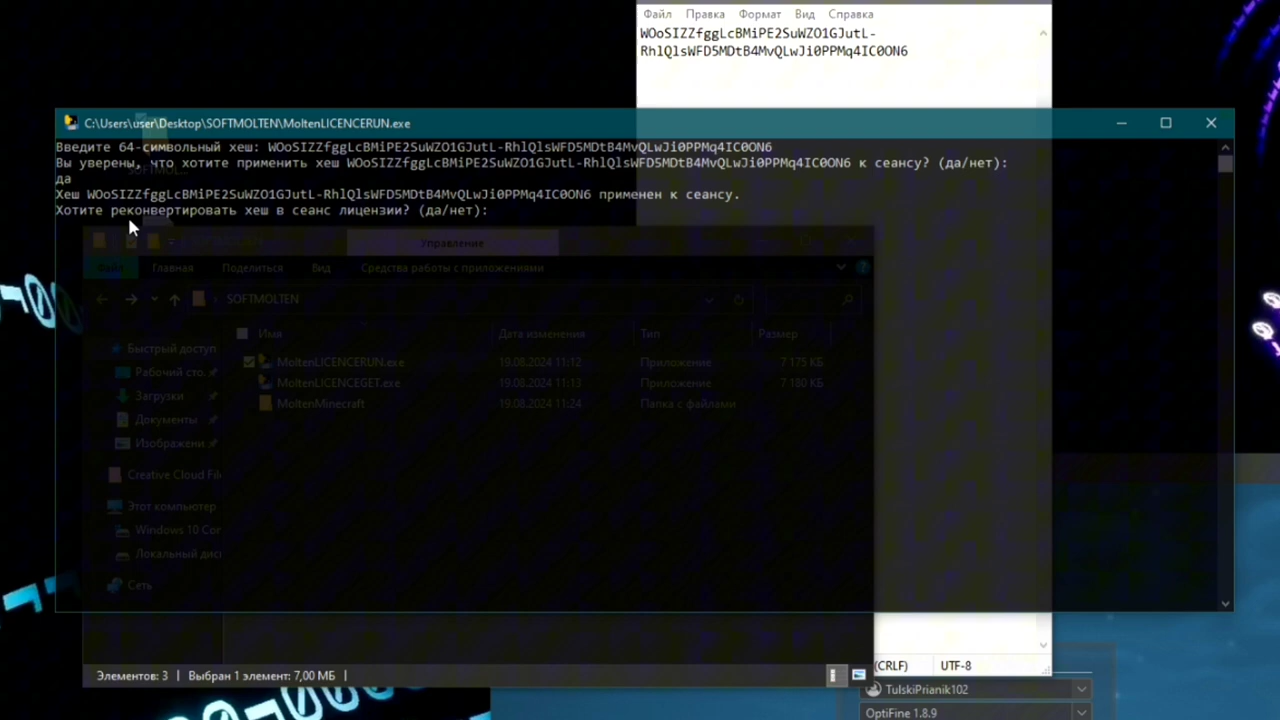 Файл Правка Формат Вид Справка
WOoSIZZfggLcBMiPE2SuWZO1GJutL-
RhlQlsWFD5MDtB4MvQLwJi0PPMq4IC0ON6
C:\Users\user\Desktop\SOFTMOLTEN\MoltenLICENCERUN.exe
Введите 64-символьный хеш: WOoSIZZfggLcBMiPE2SuWZO1GJutL-RhlQlsWFD5MDtB4MvQLwJi0PPMq4IC0ON6
Вы уверены, что хотите применить хеш WOoSIZZfggLcBMiPE2SuWZO1GJutL-RhlQlsWFD5MDtB4MvQLwJi0PPMq4IC0ON6 к сеансу? (да/нет):
да
Хеш WOoSIZZfggLcBMiPE2SuWZO1GJutL-RhlQlsWFD5MDtB4MvQLwJi0PPMq4IC0ON6 применен к сеансу.
Хотите реконвертировать хеш в сеанс лицензии? (да/нет):
Управление
Файл Главная Поделиться Вид Средства работы с приложениями
SOFTMOLTEN
Имя Дата изменения Тип Размер
Быстрый доступ
MoltenLICENCERUN.exe 19.08.2024 11:12 Приложение 7 175 КБ
Рабочий сто.
MoltenLICENCEGET.exe 19.08.2024 11:13 Приложение 7 180 КБ
Загрузки
MoltenMinecraft 19.08.2024 11:24 Папка с файлами
Документы
Изображени
Creative Cloud File
Этот компьютер
Windows 10 Com
Локальный диск
Сеть
Элементов: 3 Выбран 1 элемент: 7,00 МБ
(CRLF) UTF-8
TulskiPrianik102
OptiFine 1.8.9